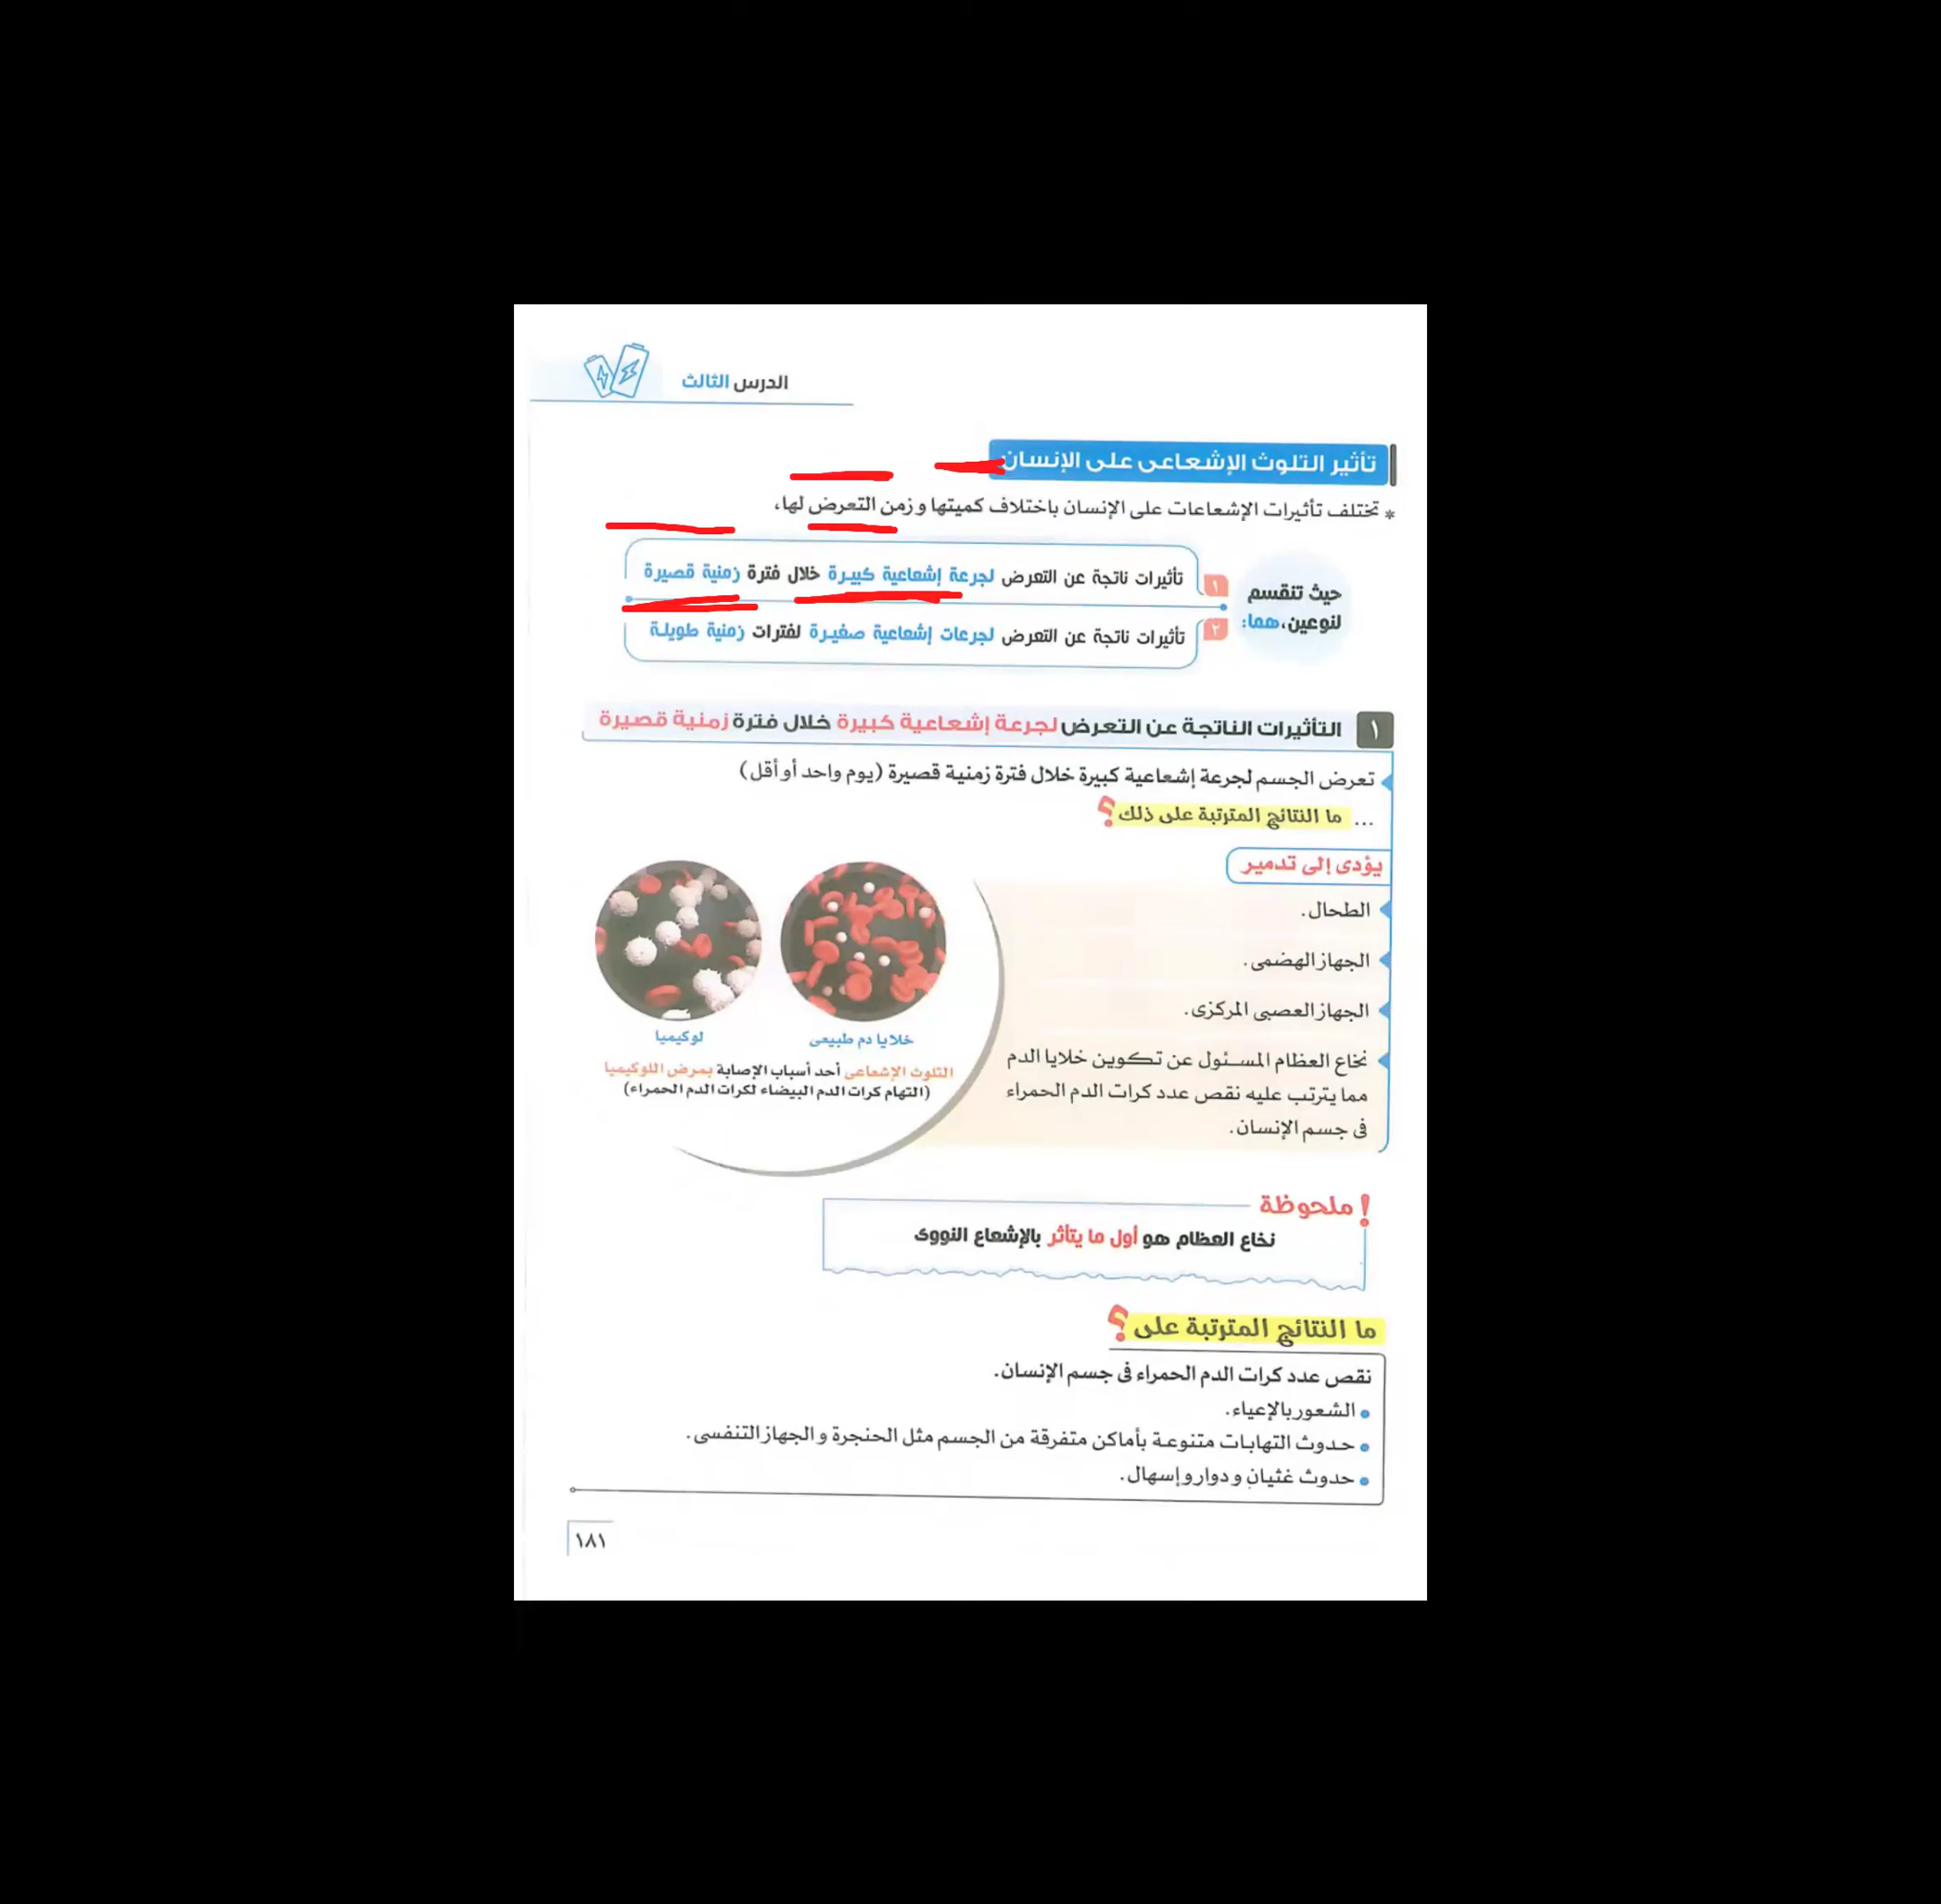 الدرس الثالث
تأثير التلوث الإشعاعى على الإنسان
* تختلف تأثيرات الإشعاعات على الإنسان باختلاف كميتها وزمن التعرض لها،
حيث تنقسم
لنوعين، هما:
١ تأثيرات ناتجة عن التعرض لجرعة إشعاعية كبيرة خلال فترة زمنية قصيرة
٢ تأثيرات ناتجة عن التعرض لجرعات إشعاعية صغيرة لفترات زمنية طويلة
١ التأثيرات الناتجة عن التعرض لجرعة إشعاعية كبيرة خلال فترة زمنية قصيرة
تعرض الجسم لجرعة إشعاعية كبيرة خلال فترة زمنية قصيرة (يوم واحد أو أقل)
... ما النتائج المترتبة على ذلك؟
يؤدى إلى تدمير
الطحال.
الجهاز الهضمى.
الجهاز العصبى المركزى.
نخاع العظام المسئول عن تكوين خلايا الدم
مما يترتب عليه نقص عدد كرات الدم الحمراء
فى جسم الإنسان.
خلايا دم طبيعى
لوكيميا
التلوث الإشعاعى أحد أسباب الإصابة بمرض اللوكيميا
(التهام كرات الدم البيضاء لكرات الدم الحمراء)
ملحوظة!
نخاع العظام هو أول ما يتأثر بالإشعاع النووى
ما النتائج المترتبة على؟
نقص عدد كرات الدم الحمراء فى جسم الإنسان.
• الشعور بالإعياء.
• حدوث التهابات متنوعة بأماكن متفرقة من الجسم مثل الحنجرة والجهاز التنفسى.
• حدوث غثيان ودوار وإسهال.
١٨١